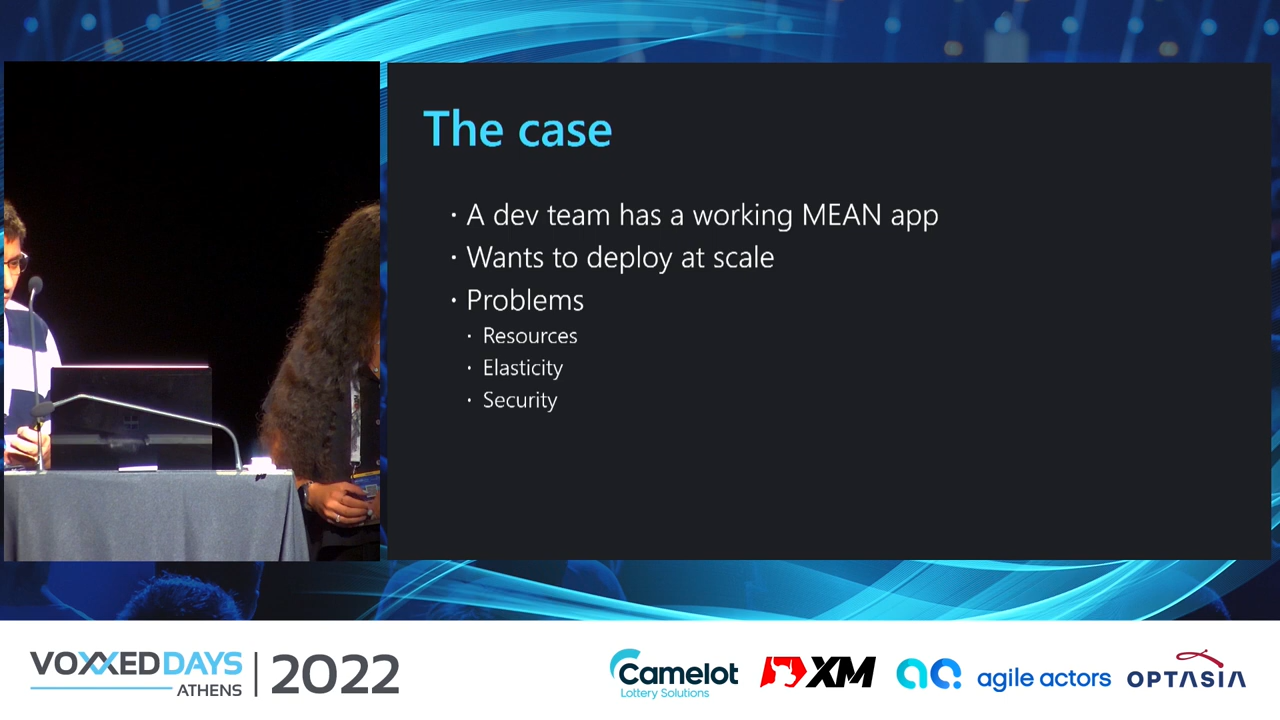 The case
· A dev team has a working MEAN app
· Wants to deploy at scale
· Problems
· Resources
· Elasticity
· Security
VOXXED DAYS
ATHENS
2022
Camelot
Lottery Solutions
XM
agile actors
OPTASIA